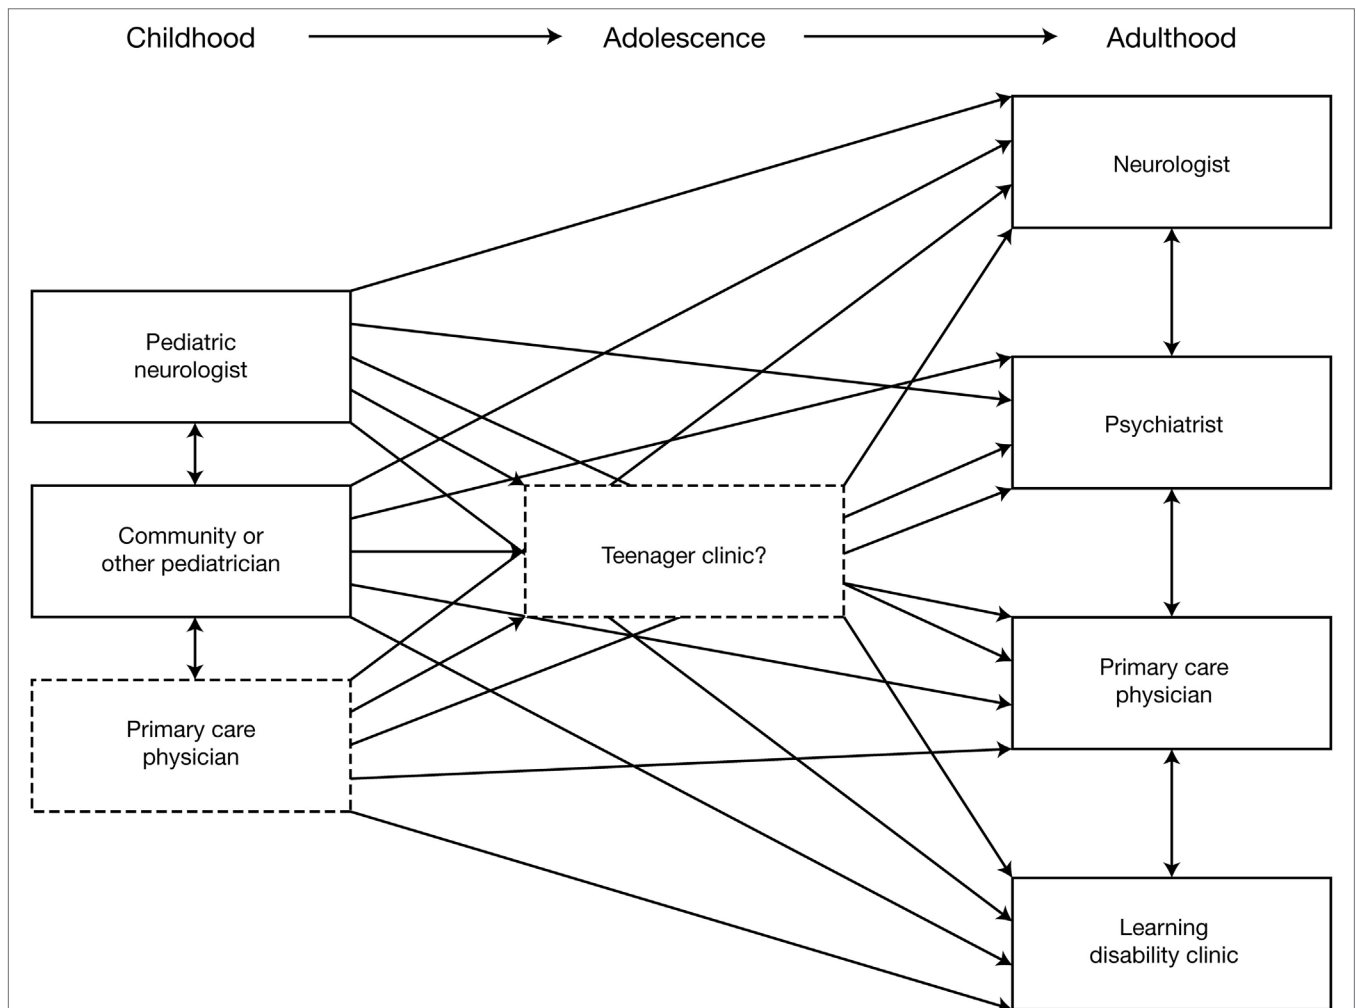 Childhood
Adolescence
Adulthood
Neurologist
Pediatric
neurologist
Psychiatrist
Community or
other pediatrician
Teenager clinic?
Primary care
physician
Primary care
physician
Learning
disability clinic